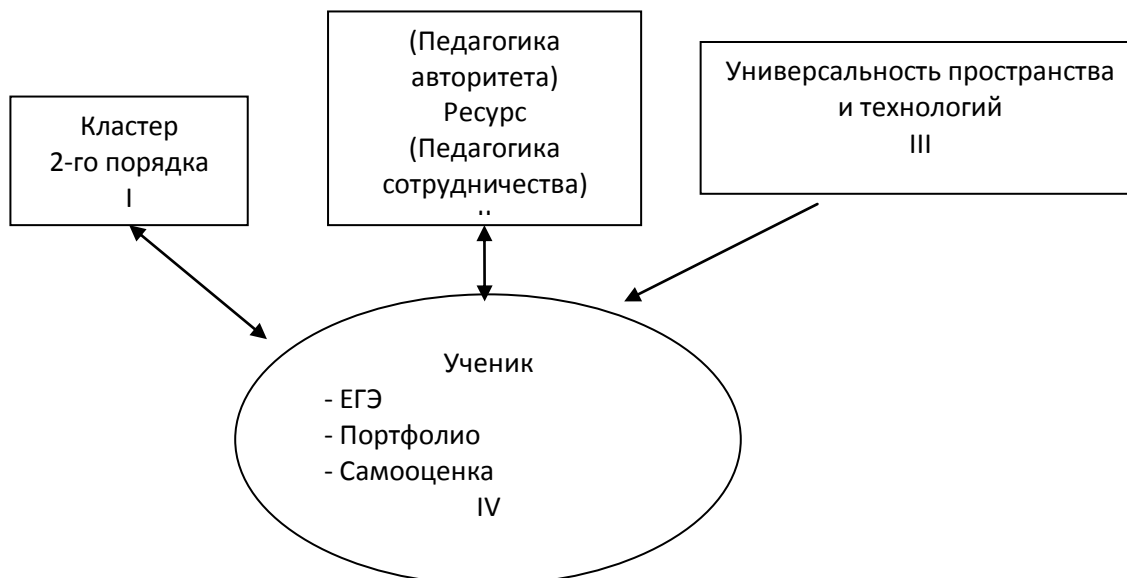 Кластер
2-го порядка
I
(Педагогика
авторитета)
Ресурс
(Педагогика
сотрудничества)
Универсальность пространства
и технологий
III
Ученик
- ЕГЭ
- Портфолио
- Самооценка
IV